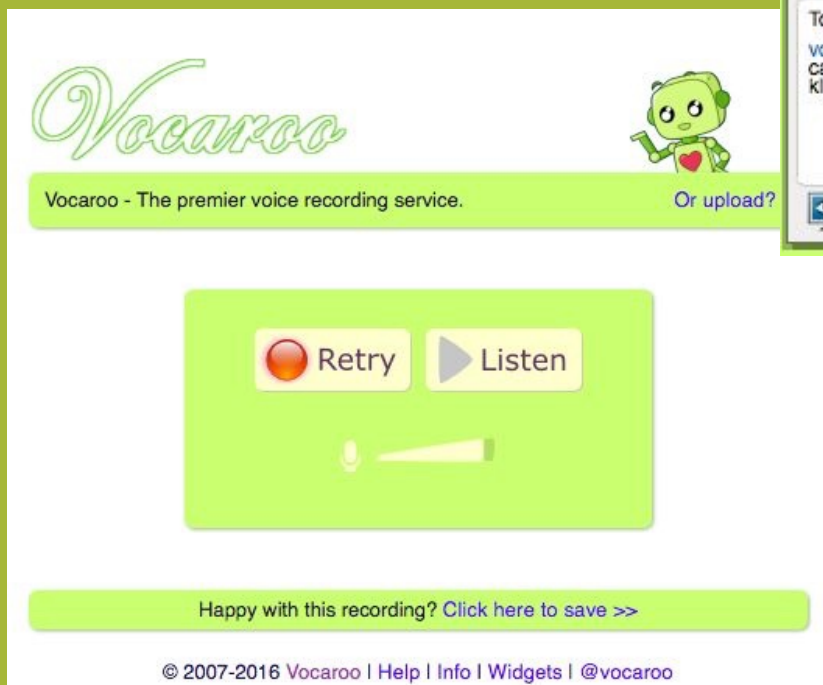 Vocaroo
Vocaroo - The premier voice recording service.
Or upload?
Retry
Listen
Happy with this recording? Click here to save >>
© 2007-2016 Vocaroo | Help | Info | Widgets | @vocaroo